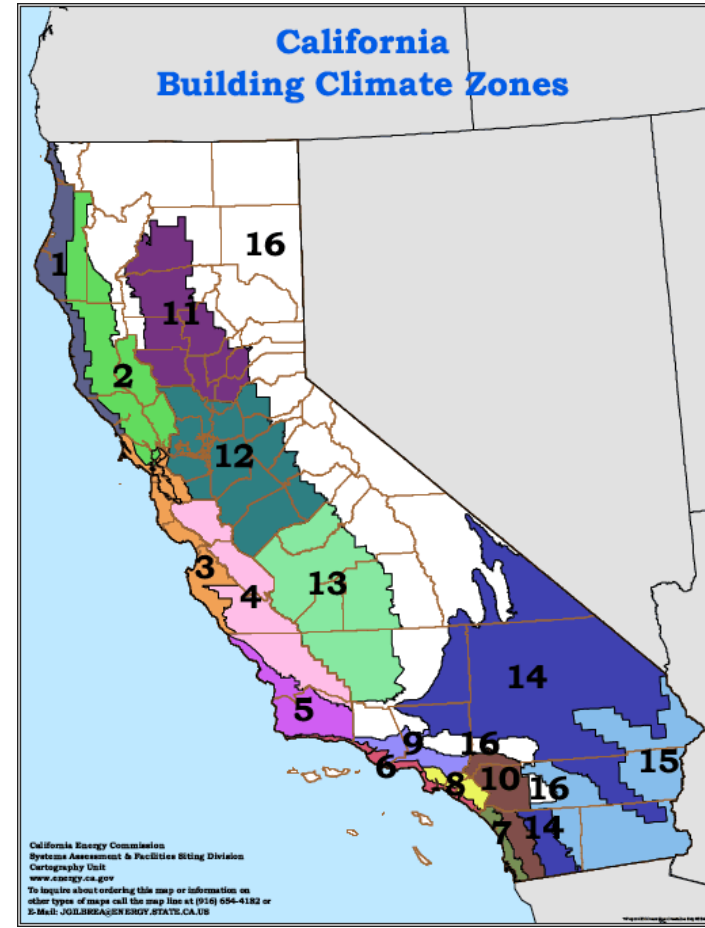 California
Building Climate Zones
16
1
11
2
12
3
4
13
14
5
9
16
6
15
8
10
16
7
14
California Energy Commission
Systems Assessment & Facilities Siting Division
Cartography Unit
www.energy.ca.gov
To inquire about ordering this map or information on
other types of maps call the map line at (916) 654-4182 or
E-Mail: JGILBREA@ENERGY.STATE.CA.US